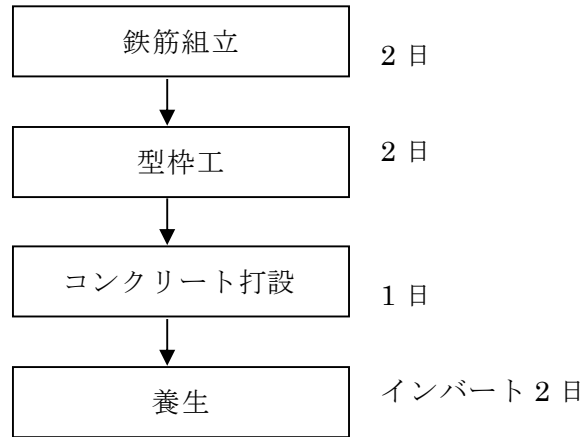 鉄筋組立
2 日
型枠工
2 日
コンクリート打設
1 日
養生
インバート 2 日